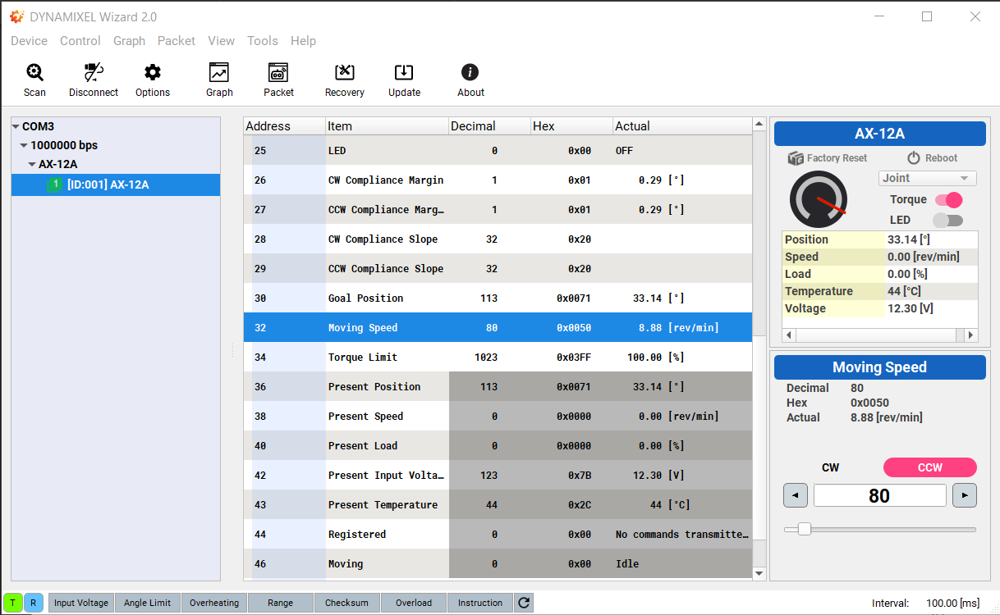 DYNAMIXEL Wizard 2.0
Device Control Graph Packet View Tools Help
Scan Disconnect Options Graph Packet Recovery Update About
COM3
1000000 bps
AX-12A
1 [ID:001] AX-12A
Address Item Decimal Hex Actual
25 LED 0 0x00 OFF
26 CW Compliance Margin 1 0x01 0.29 [°]
27 CCW Compliance Marg… 1 0x01 0.29 [°]
28 CW Compliance Slope 32 0x20
29 CCW Compliance Slope 32 0x20
30 Goal Position 113 0x0071 33.14 [°]
32 Moving Speed 80 0x0050 8.88 [rev/min]
34 Torque Limit 1023 0x03FF 100.00 [%]
36 Present Position 113 0x0071 33.14 [°]
38 Present Speed 0 0x0000 0.00 [rev/min]
40 Present Load 0 0x0000 0.00 [%]
42 Present Input Volta… 123 0x7B 12.30 [V]
43 Present Temperature 44 0x2C 44 [°C]
44 Registered 0 0x00 No commands transmitte…
46 Moving 0 0x00 Idle
AX-12A
Factory Reset Reboot
Joint
Torque
LED
Position 33.14 [°]
Speed 0.00 [rev/min]
Load 0.00 [%]
Temperature 44 [°C]
Voltage 12.30 [V]
Moving Speed
Decimal 80
Hex 0x0050
Actual 8.88 [rev/min]
CW CCW
80
T R Input Voltage Angle Limit Overheating Range Checksum Overload Instruction Interval: 100.00 [ms]